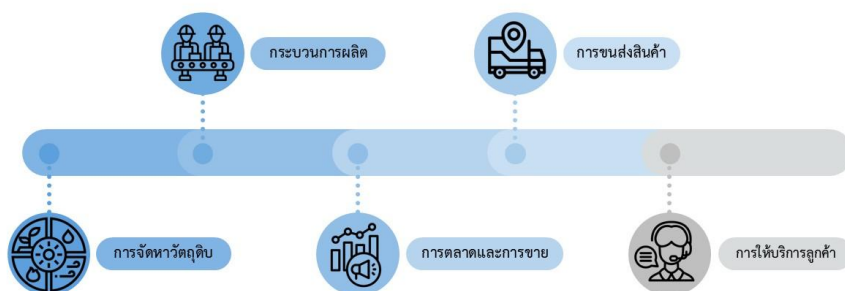 กระบวนการผลิต
การขนส่งสินค้า
การจัดหาวัตถุดิบ
การตลาดและการขาย
การให้บริการลูกค้า